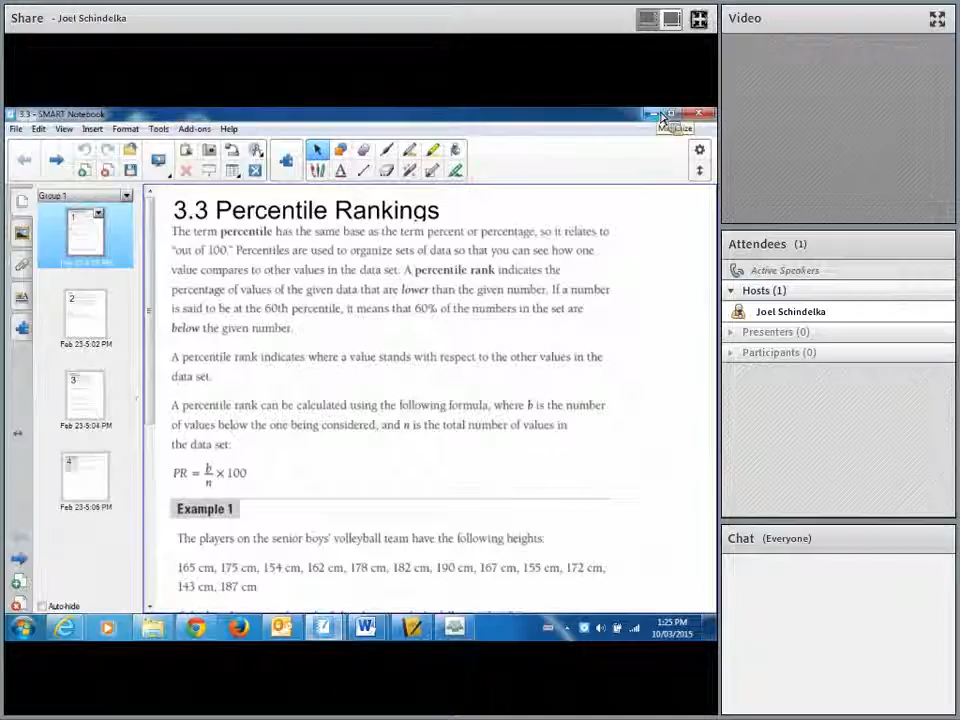 Share - Joel Schindelka
Video
3.3 - SMART Notebook
File Edit View Insert Format Tools Add-ons Help
Group 1
1
2
Feb 23-5:02 PM
3
Feb 23-5:04 PM
4
Feb 23-5:06 PM
Auto-hide
3.3 Percentile Rankings
The term percentile has the same base as the term percent or percentage, so it relates to
"out of 100." Percentiles are used to organize sets of data so that you can see how one
value compares to other values in the data set. A percentile rank indicates the
percentage of values of the given data that are lower than the given number. If a number
is said to be at the 60th percentile, it means that 60% of the numbers in the set are
below the given number.
A percentile rank indicates where a value stands with respect to the other values in the
data set.
A percentile rank can be calculated using the following formula, where b is the number
of values below the one being considered, and n is the total number of values in
the data set:
PR = b/n × 100
Example 1
The players on the senior boys' volleyball team have the following heights:
165 cm, 175 cm, 154 cm, 162 cm, 178 cm, 182 cm, 190 cm, 167 cm, 155 cm, 172 cm,
143 cm, 187 cm
1:25 PM
10/03/2015
Attendees (1)
Active Speakers
Hosts (1)
Joel Schindelka
Presenters (0)
Participants (0)
Chat (Everyone)